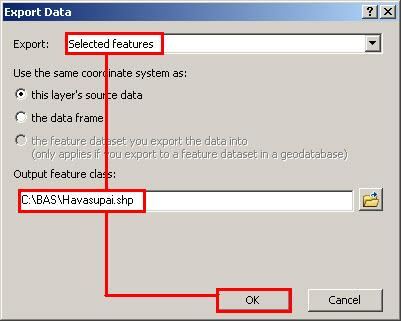 Export Data
Export: Selected features
Use the same coordinate system as:
this layer's source data
the data frame
the feature dataset you export the data into
(only applies if you export to a feature dataset in a geodatabase)
Output feature class:
C:\BAS\Havasupai.shp
OK Cancel